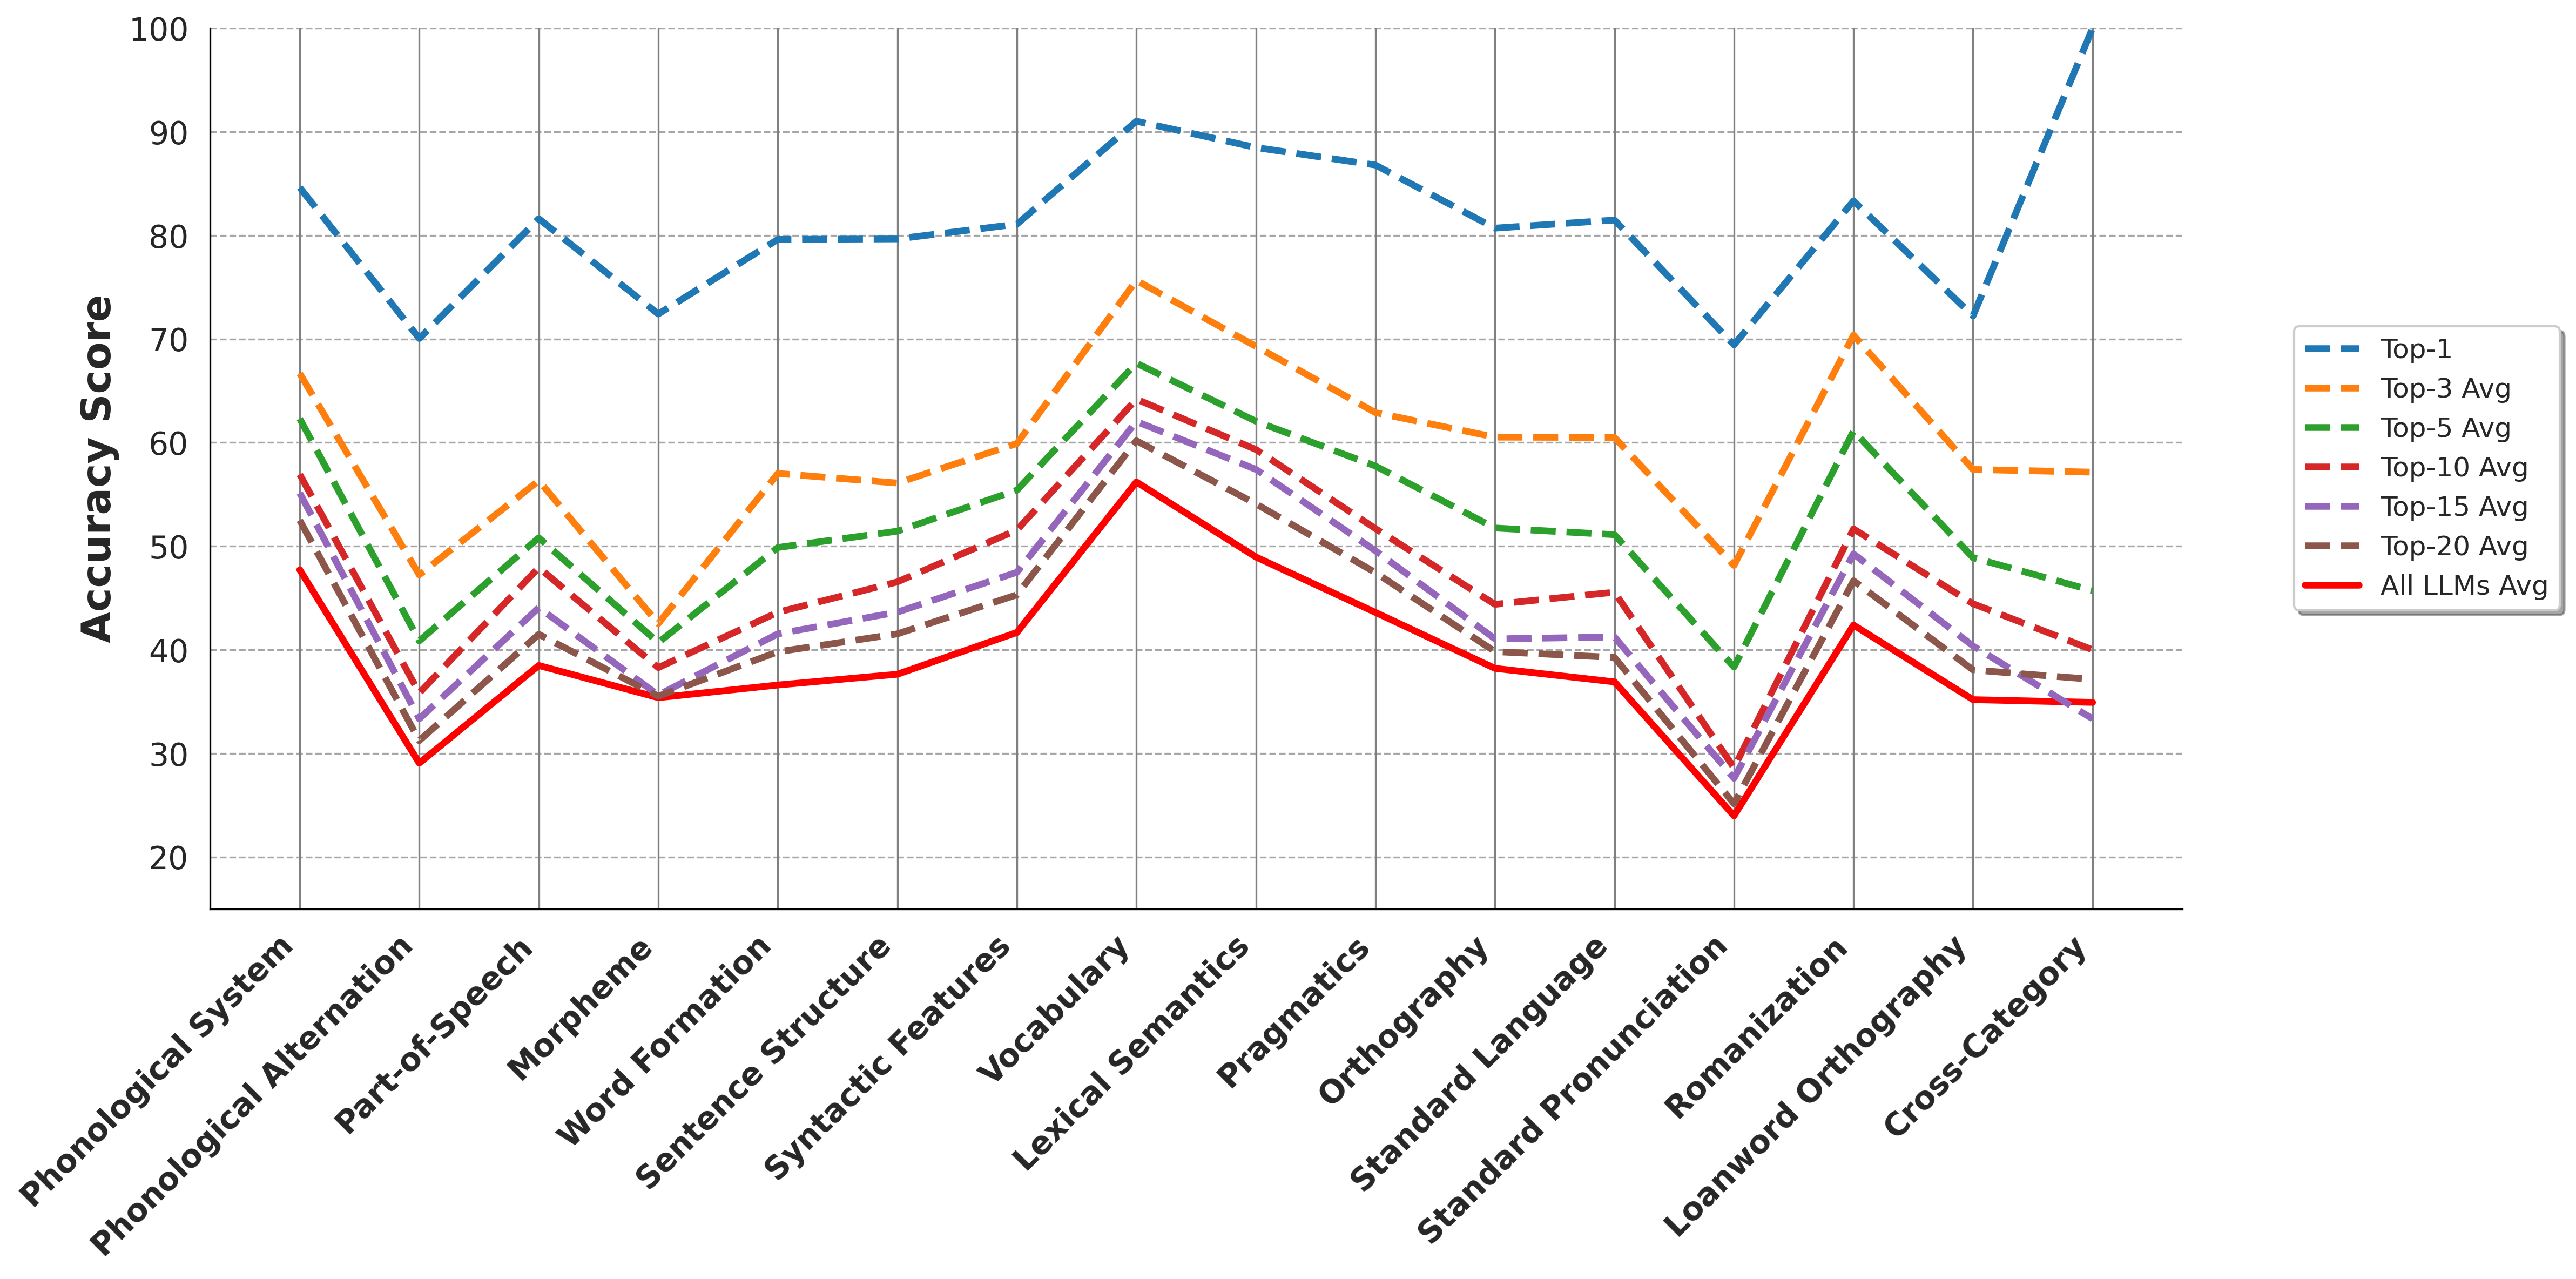 Accuracy Score
100
90
80
70
60
50
40
30
20
Phonological System
Phonological Alternation
Part-of-Speech
Morpheme
Word Formation
Sentence Structure
Syntactic Features
Vocabulary
Lexical Semantics
Pragmatics
Orthography
Standard Language
Standard Pronunciation
Romanization
Loanword Orthography
Cross-Category
Top-1
Top-3 Avg
Top-5 Avg
Top-10 Avg
Top-15 Avg
Top-20 Avg
All LLMs Avg